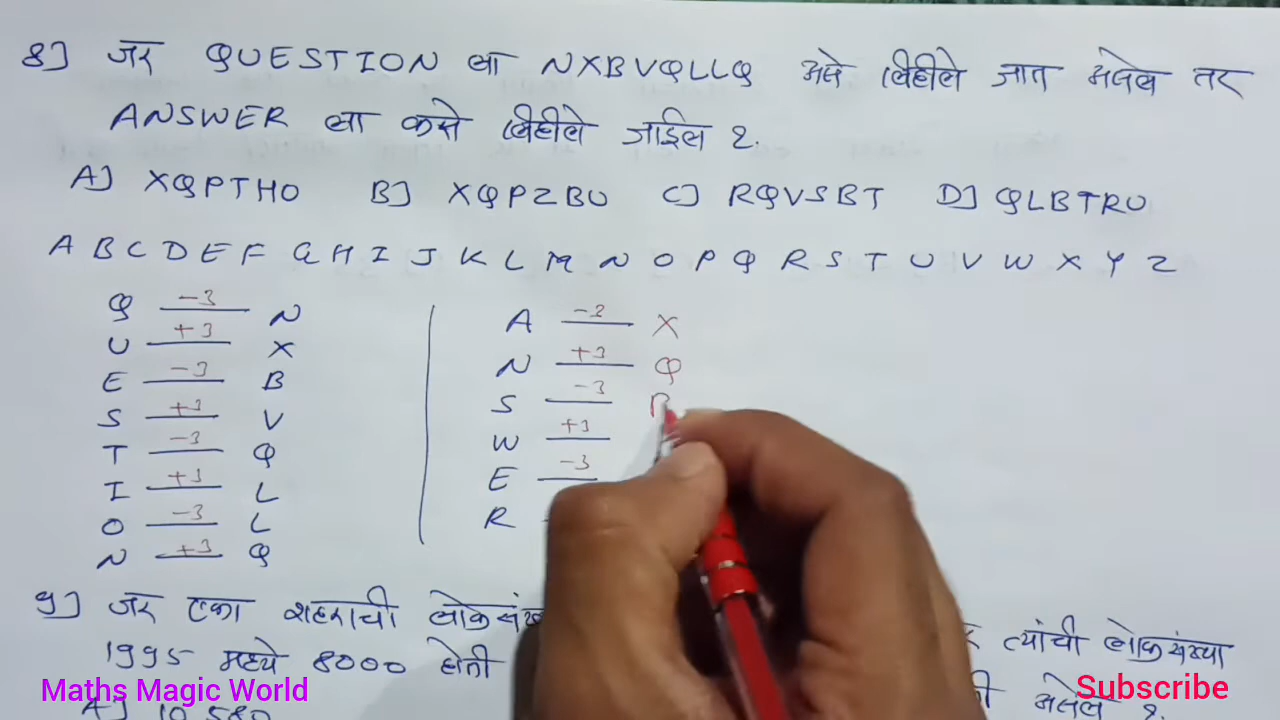 8] जर QUESTION ला NXBVQLLQ असे लिहीले जात असेल तर
ANSWER ला कसे लिहीले जाईल ?.
A] XQPTHO B] XQPZBU C] RQVSBT D] QLBTRU
A B C D E F G H I J K L M N O P Q R S T U V W X Y Z
Q -3 N
U +3 X
E -3 B
S +3 V
T -3 Q
I +3 L
O -3 L
N +3 Q
A -3 X
N +3 Q
S -3
W +3
E -3
R
9] जर एका शहराची त्यांची लोकसंख्या
1995 मध्ये 8000 होती असेल ?.
Maths Magic World Subscribe
A] 10,580